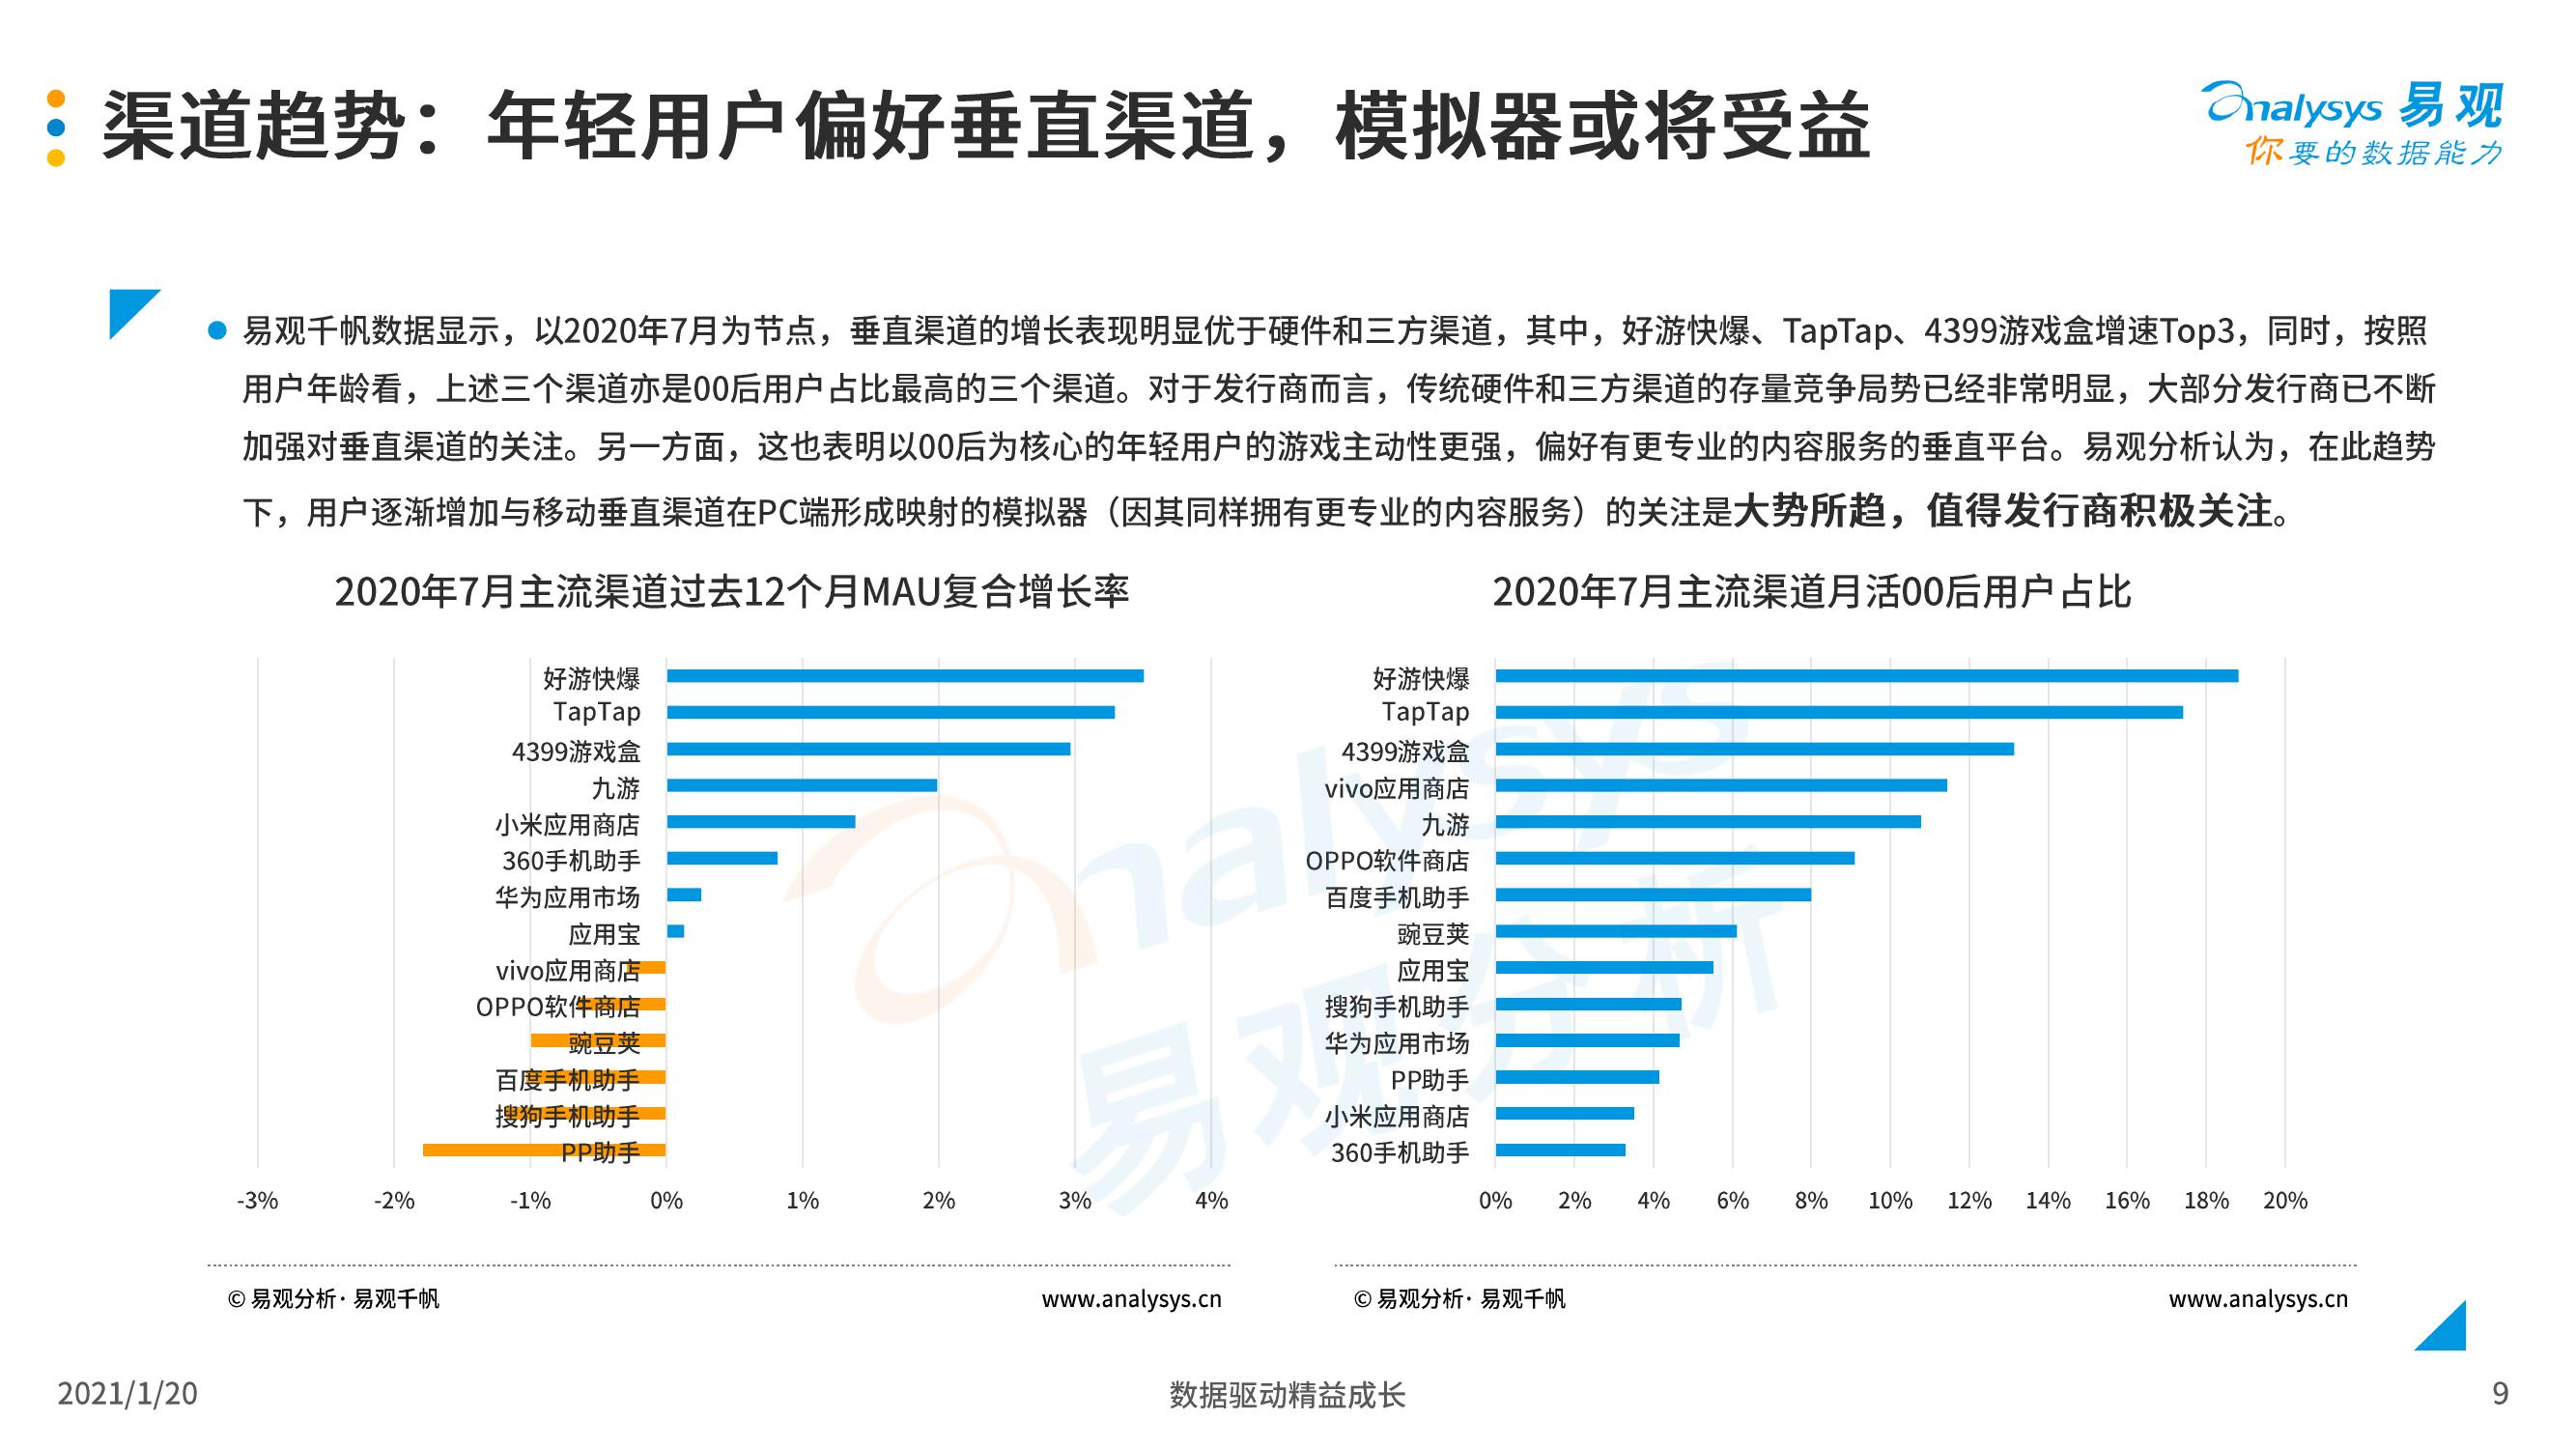 渠道趋势：年轻用户偏好垂直渠道，模拟器或将受益
analysys 易观
你要的数据能力
易观千帆数据显示，以2020年7月为节点，垂直渠道的增长表现明显优于硬件和三方渠道，其中，好游快爆、TapTap、4399游戏盒增速Top3，同时，按照
用户年龄看，上述三个渠道亦是00后用户占比最高的三个渠道。对于发行商而言，传统硬件和三方渠道的存量竞争局势已经非常明显，大部分发行商已不断
加强对垂直渠道的关注。另一方面，这也表明以00后为核心的年轻用户的游戏主动性更强，偏好有更专业的内容服务的垂直平台。易观分析认为，在此趋势
下，用户逐渐增加与移动垂直渠道在PC端形成映射的模拟器（因其同样拥有更专业的内容服务）的关注是大势所趋，值得发行商积极关注。
2020年7月主流渠道过去12个月MAU复合增长率
好游快爆
TapTap
4399游戏盒
九游
小米应用商店
360手机助手
华为应用市场
应用宝
vivo应用商店
OPPO软件商店
豌豆荚
百度手机助手
搜狗手机助手
PP助手
-3% -2% -1% 0% 1% 2% 3% 4%
© 易观分析· 易观千帆 www.analysys.cn
2020年7月主流渠道月活00后用户占比
好游快爆
TapTap
4399游戏盒
vivo应用商店
九游
OPPO软件商店
百度手机助手
豌豆荚
应用宝
搜狗手机助手
华为应用市场
PP助手
小米应用商店
360手机助手
0% 2% 4% 6% 8% 10% 12% 14% 16% 18% 20%
© 易观分析· 易观千帆 www.analysys.cn
analysys
易观分析
2021/1/20 数据驱动精益成长 9